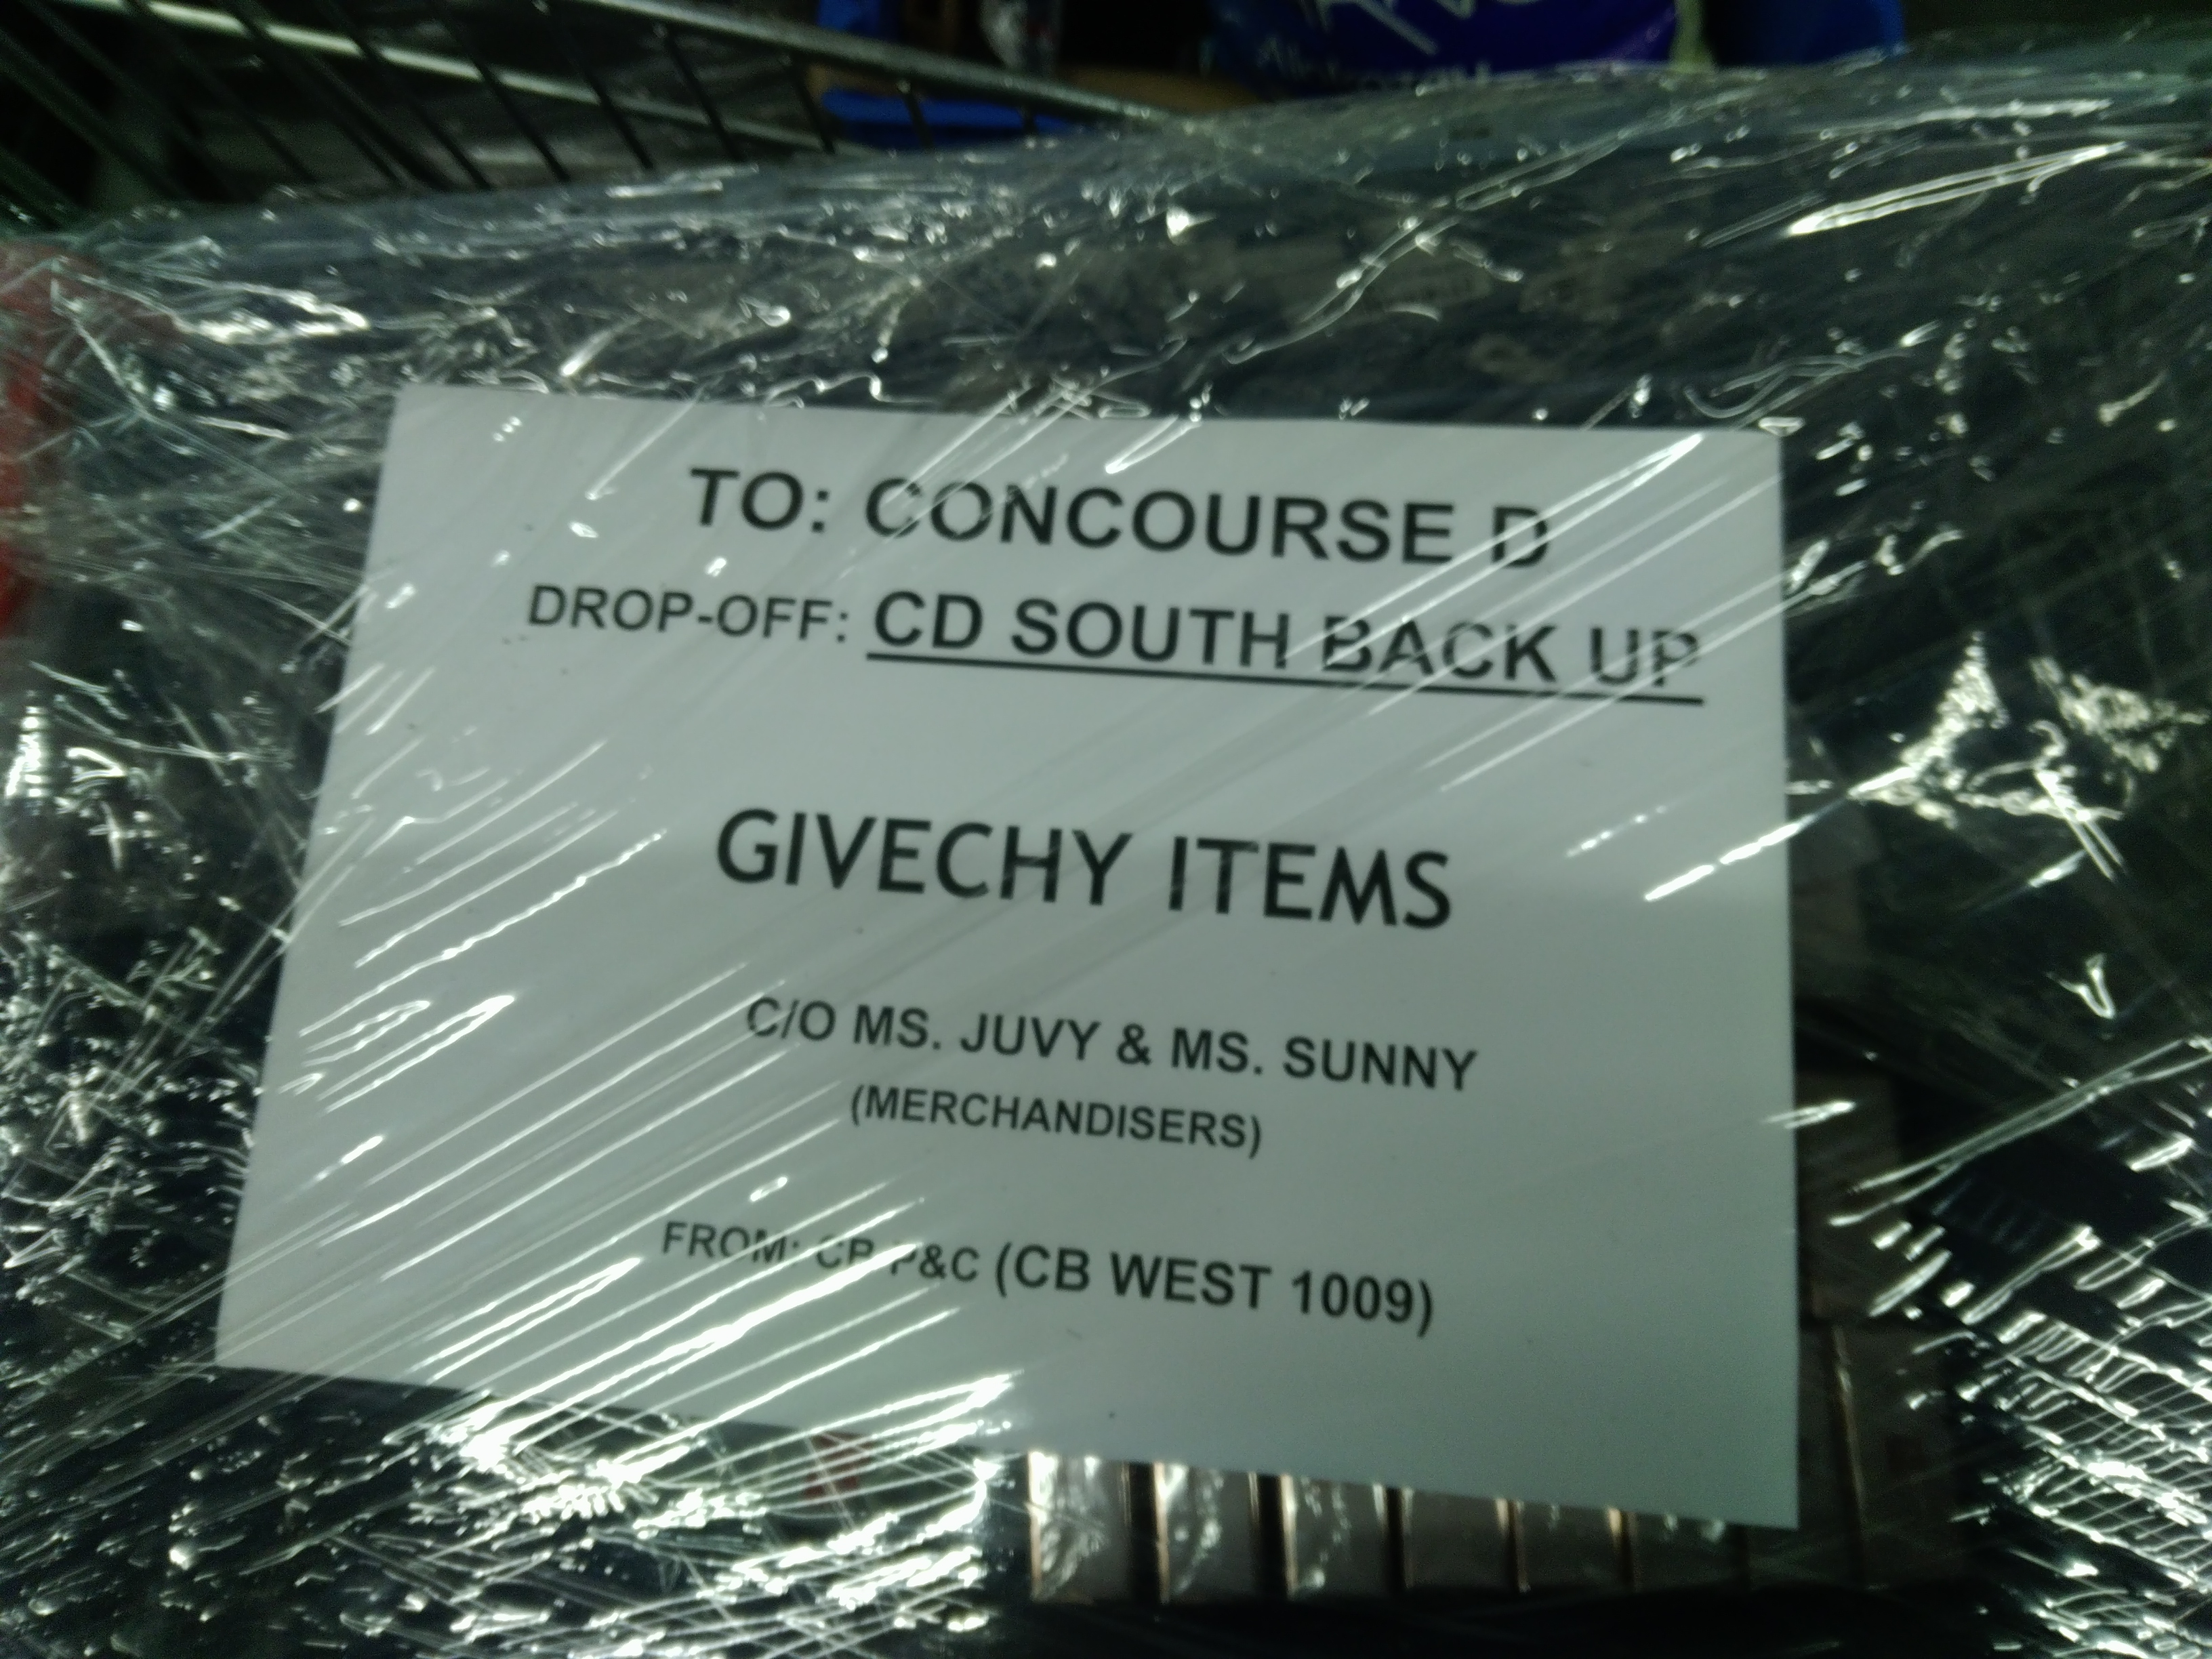 TO: CONCOURSE D
DROP-OFF: CD SOUTH BACK UP
GIVECHY ITEMS
C/O MS. JUVY & MS. SUNNY
(MERCHANDISERS)
FROM: CB P&C (CB WEST 1009)